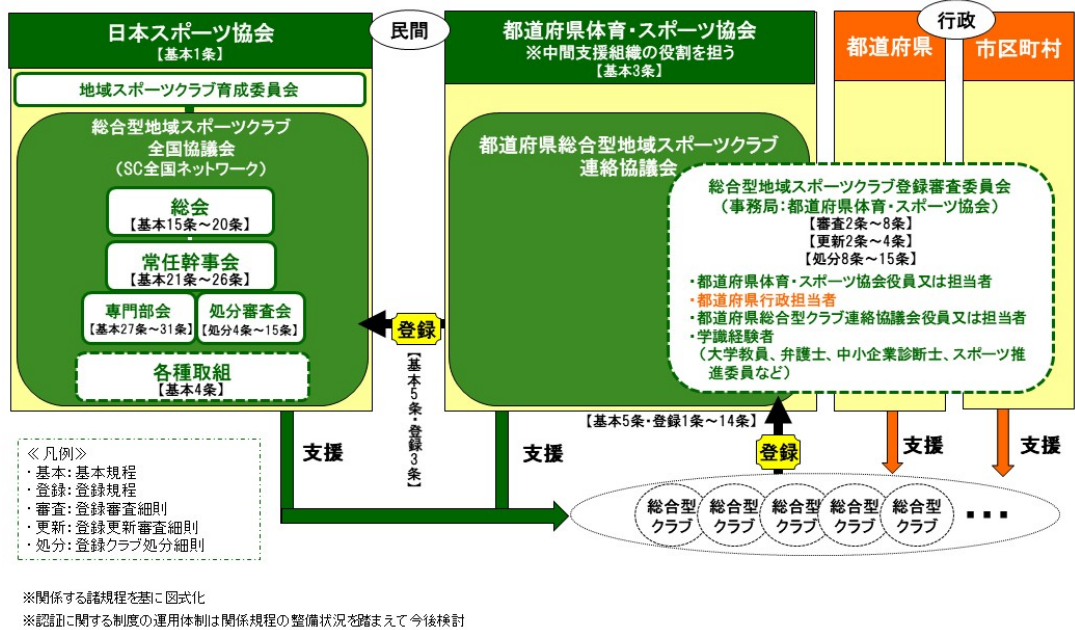 日本スポーツ協会
【基本1条】
地域スポーツクラブ育成委員会
総合型地域スポーツクラブ
全国協議会
(SC全国ネットワーク)
総会
【基本15条～20条】
常任幹事会
【基本21条～26条】
専門部会
【基本27条～31条】
処分審査会
【処分4条～15条】
各種取組
【基本4条】
民間
都道府県体育・スポーツ協会
※中間支援組織の役割を担う
【基本3条】
都道府県総合型地域スポーツクラブ
連絡協議会
行政
都道府県
市区町村
総合型地域スポーツクラブ登録審査委員会
（事務局：都道府県体育・スポーツ協会）
【審査2条～8条】
【更新2条～4条】
【処分8条～15条】
・都道府県体育・スポーツ協会役員又は担当者
・都道府県行政担当者
・都道府県総合型クラブ連絡協議会役員又は担当者
・学識経験者
（大学教員、弁護士、中小企業診断士、スポーツ推
進委員など）
登録
【基本5条・登録3条】
【基本5条・登録1条～14条】
登録
支援
支援
支援
支援
総合型
クラブ
総合型
クラブ
総合型
クラブ
総合型
クラブ
総合型
クラブ
・・・
≪凡例≫
・基本：基本規程
・登録：登録規程
・審査：登録審査細則
・更新：登録更新審査細則
・処分：登録クラブ処分細則
※関係する諸規程を基に図式化
※認証に関する制度の運用体制は関係規程の整備状況を踏まえて今後検討